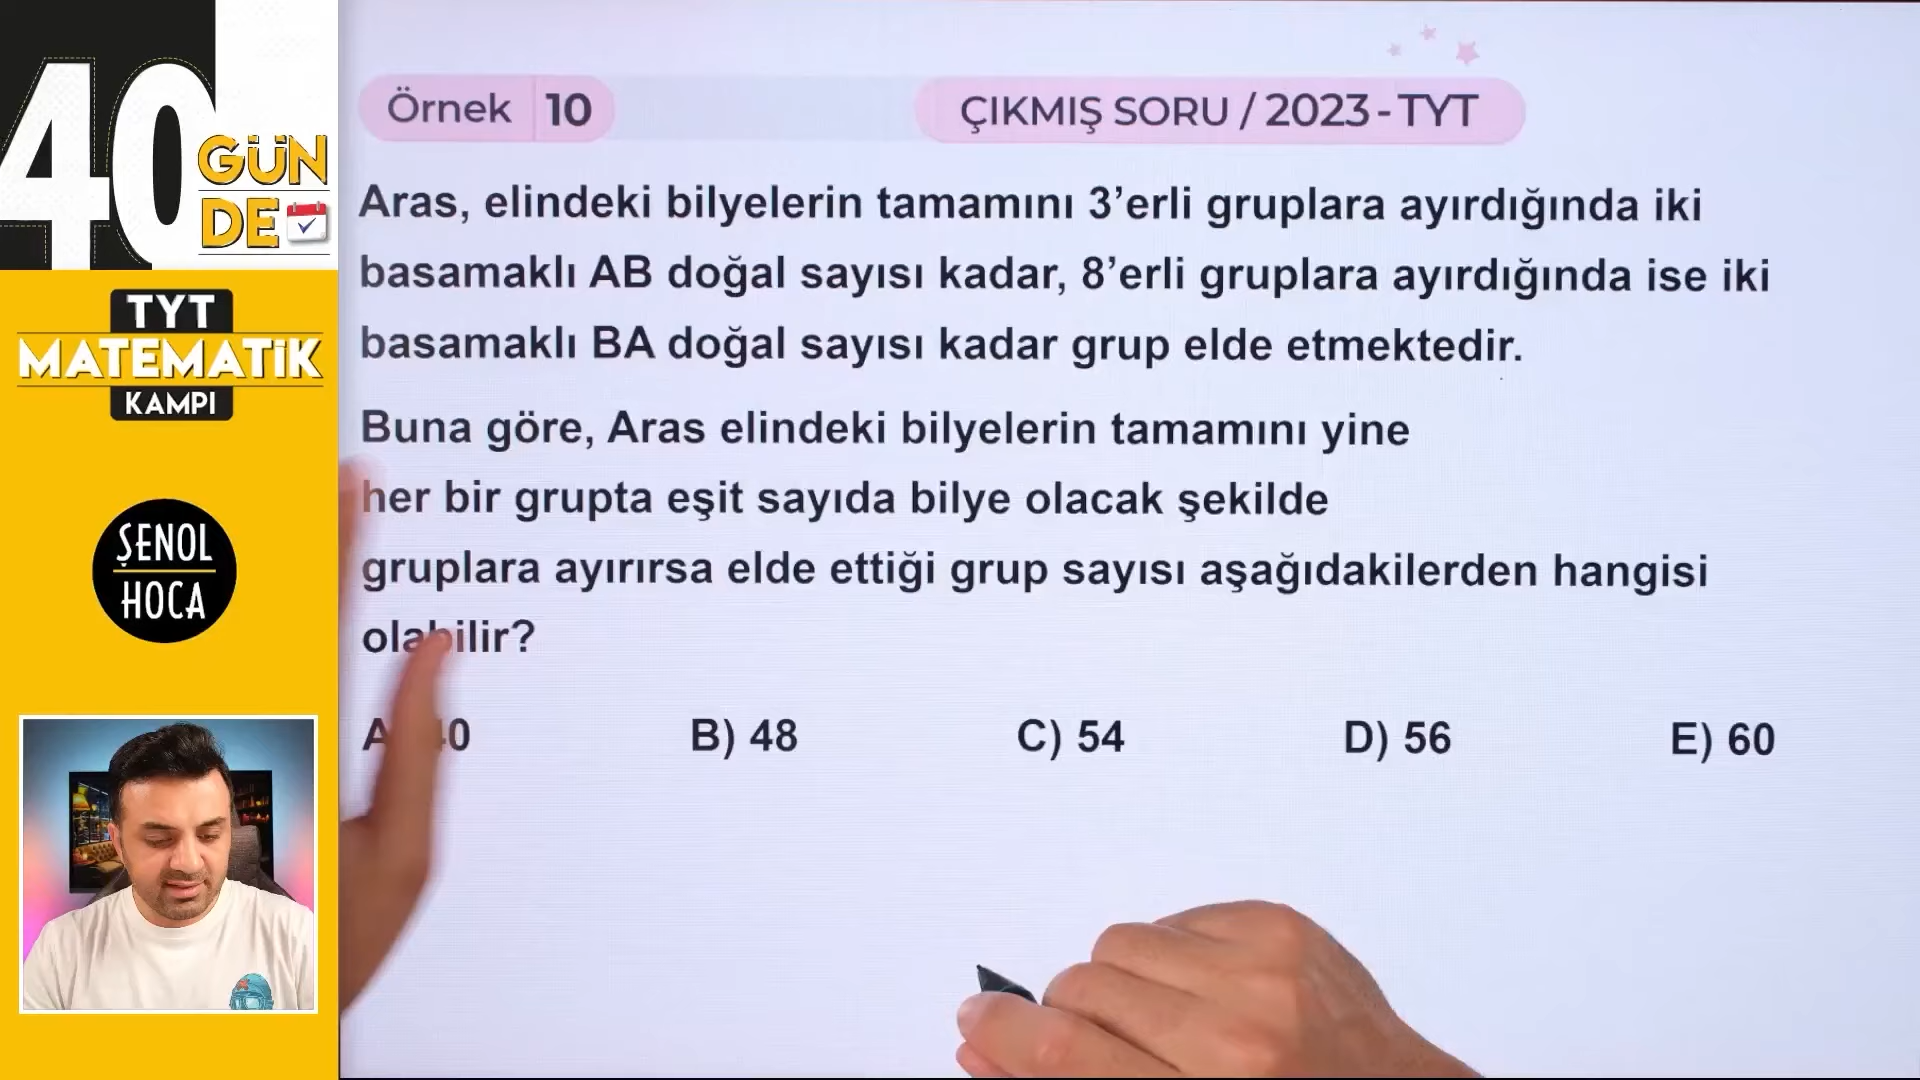 40
GÜN
DE
TYT
MATEMATİK
KAMPI
ŞENOL
HOCA
Örnek 10
ÇIKMIŞ SORU / 2023 - TYT
Aras, elindeki bilyelerin tamamını 3’erli gruplara ayırdığında iki
basamaklı AB doğal sayısı kadar, 8’erli gruplara ayırdığında ise iki
basamaklı BA doğal sayısı kadar grup elde etmektedir.
Buna göre, Aras elindeki bilyelerin tamamını yine
her bir grupta eşit sayıda bilye olacak şekilde
gruplara ayırırsa elde ettiği grup sayısı aşağıdakilerden hangisi
olabilir?
A) 40 B) 48 C) 54 D) 56 E) 60